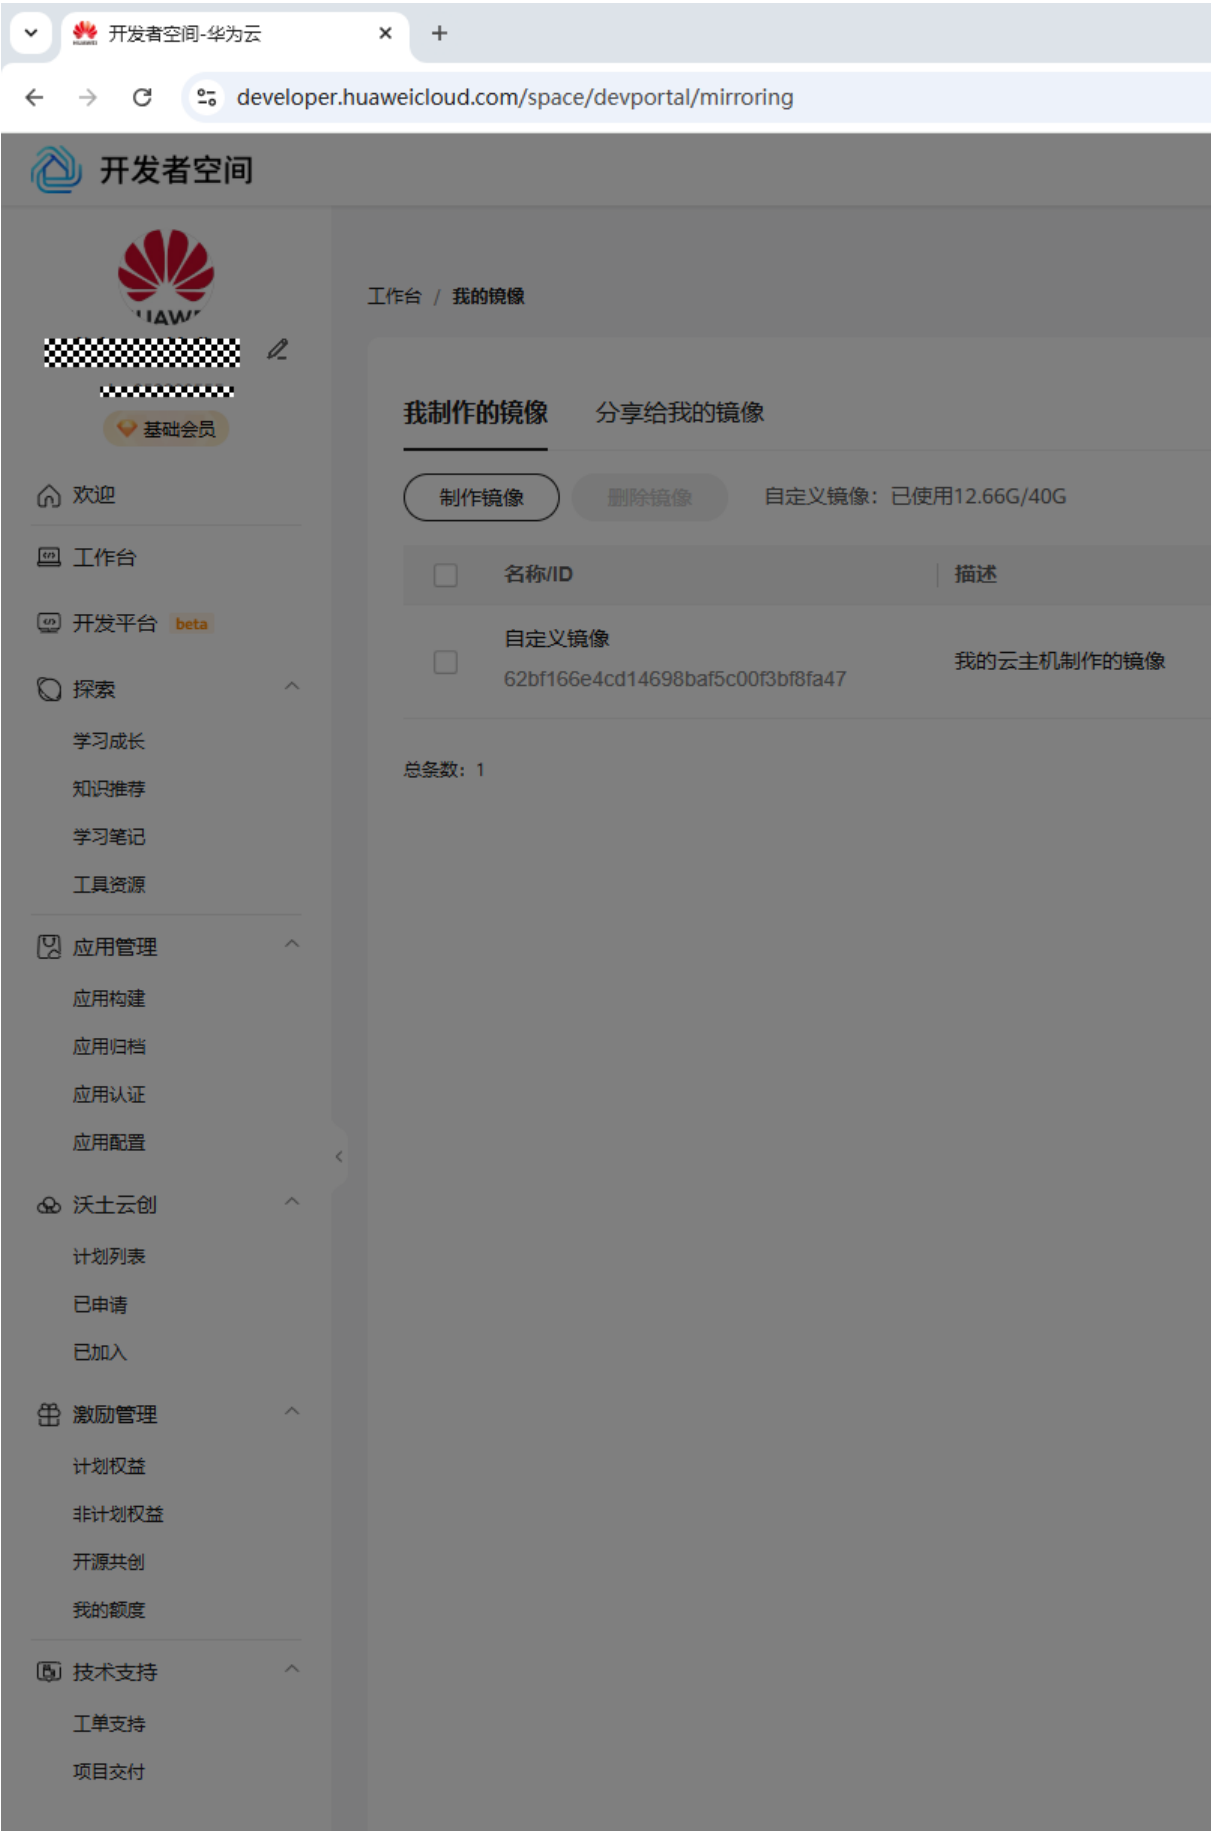 开发者空间-华为云
developer.huaweicloud.com/space/devportal/mirroring
开发者空间
基础会员
欢迎
工作台
开发平台 beta
探索
学习成长
知识推荐
学习笔记
工具资源
应用管理
应用构建
应用归档
应用认证
应用配置
沃土云创
计划列表
已申请
已加入
激励管理
计划权益
非计划权益
开源共创
我的额度
技术支持
工单支持
项目交付
工作台 / 我的镜像
我制作的镜像 分享给我的镜像
制作镜像 删除镜像 自定义镜像：已使用12.66G/40G
名称/ID 描述
自定义镜像
62bf166e4cd14698baf5c00f3bf8fa47
我的云主机制作的镜像
总条数：1